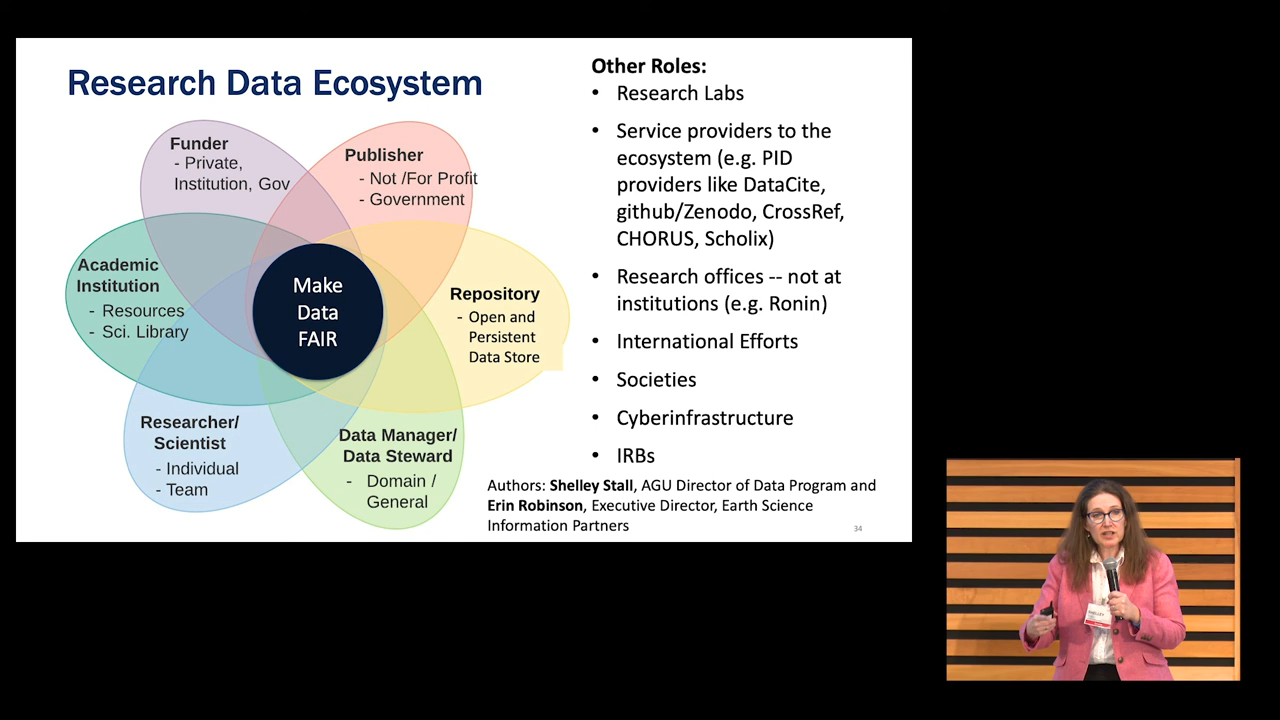 Research Data Ecosystem
Funder
- Private,
Institution, Gov
Publisher
- Not /For Profit
- Government
Academic
Institution
- Resources
- Sci. Library
Make
Data
FAIR
Repository
- Open and
Persistent
Data Store
Researcher/
Scientist
- Individual
- Team
Data Manager/
Data Steward
- Domain /
General
Other Roles:
• Research Labs
• Service providers to the
ecosystem (e.g. PID
providers like DataCite,
github/Zenodo, CrossRef,
CHORUS, Scholix)
• Research offices -- not at
institutions (e.g. Ronin)
• International Efforts
• Societies
• Cyberinfrastructure
• IRBs
Authors: Shelley Stall, AGU Director of Data Program and
Erin Robinson, Executive Director, Earth Science
Information Partners
34
SHELLEY